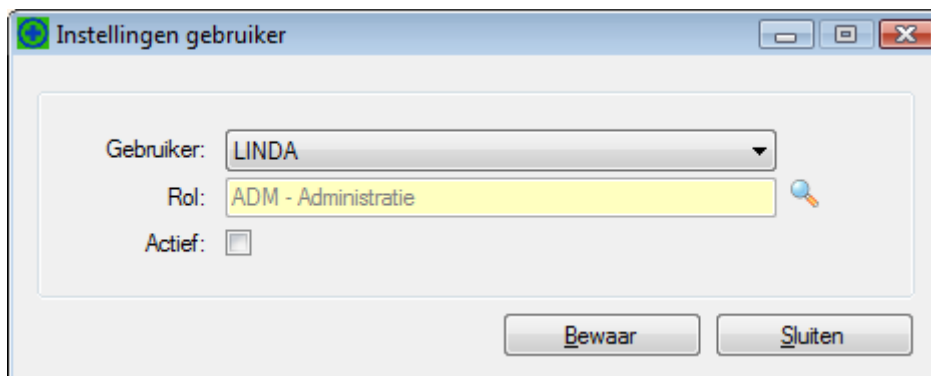 Instellingen gebruiker
Gebruiker: LINDA
Rol: ADM - Administratie
Actief:
Bewaar Sluiten